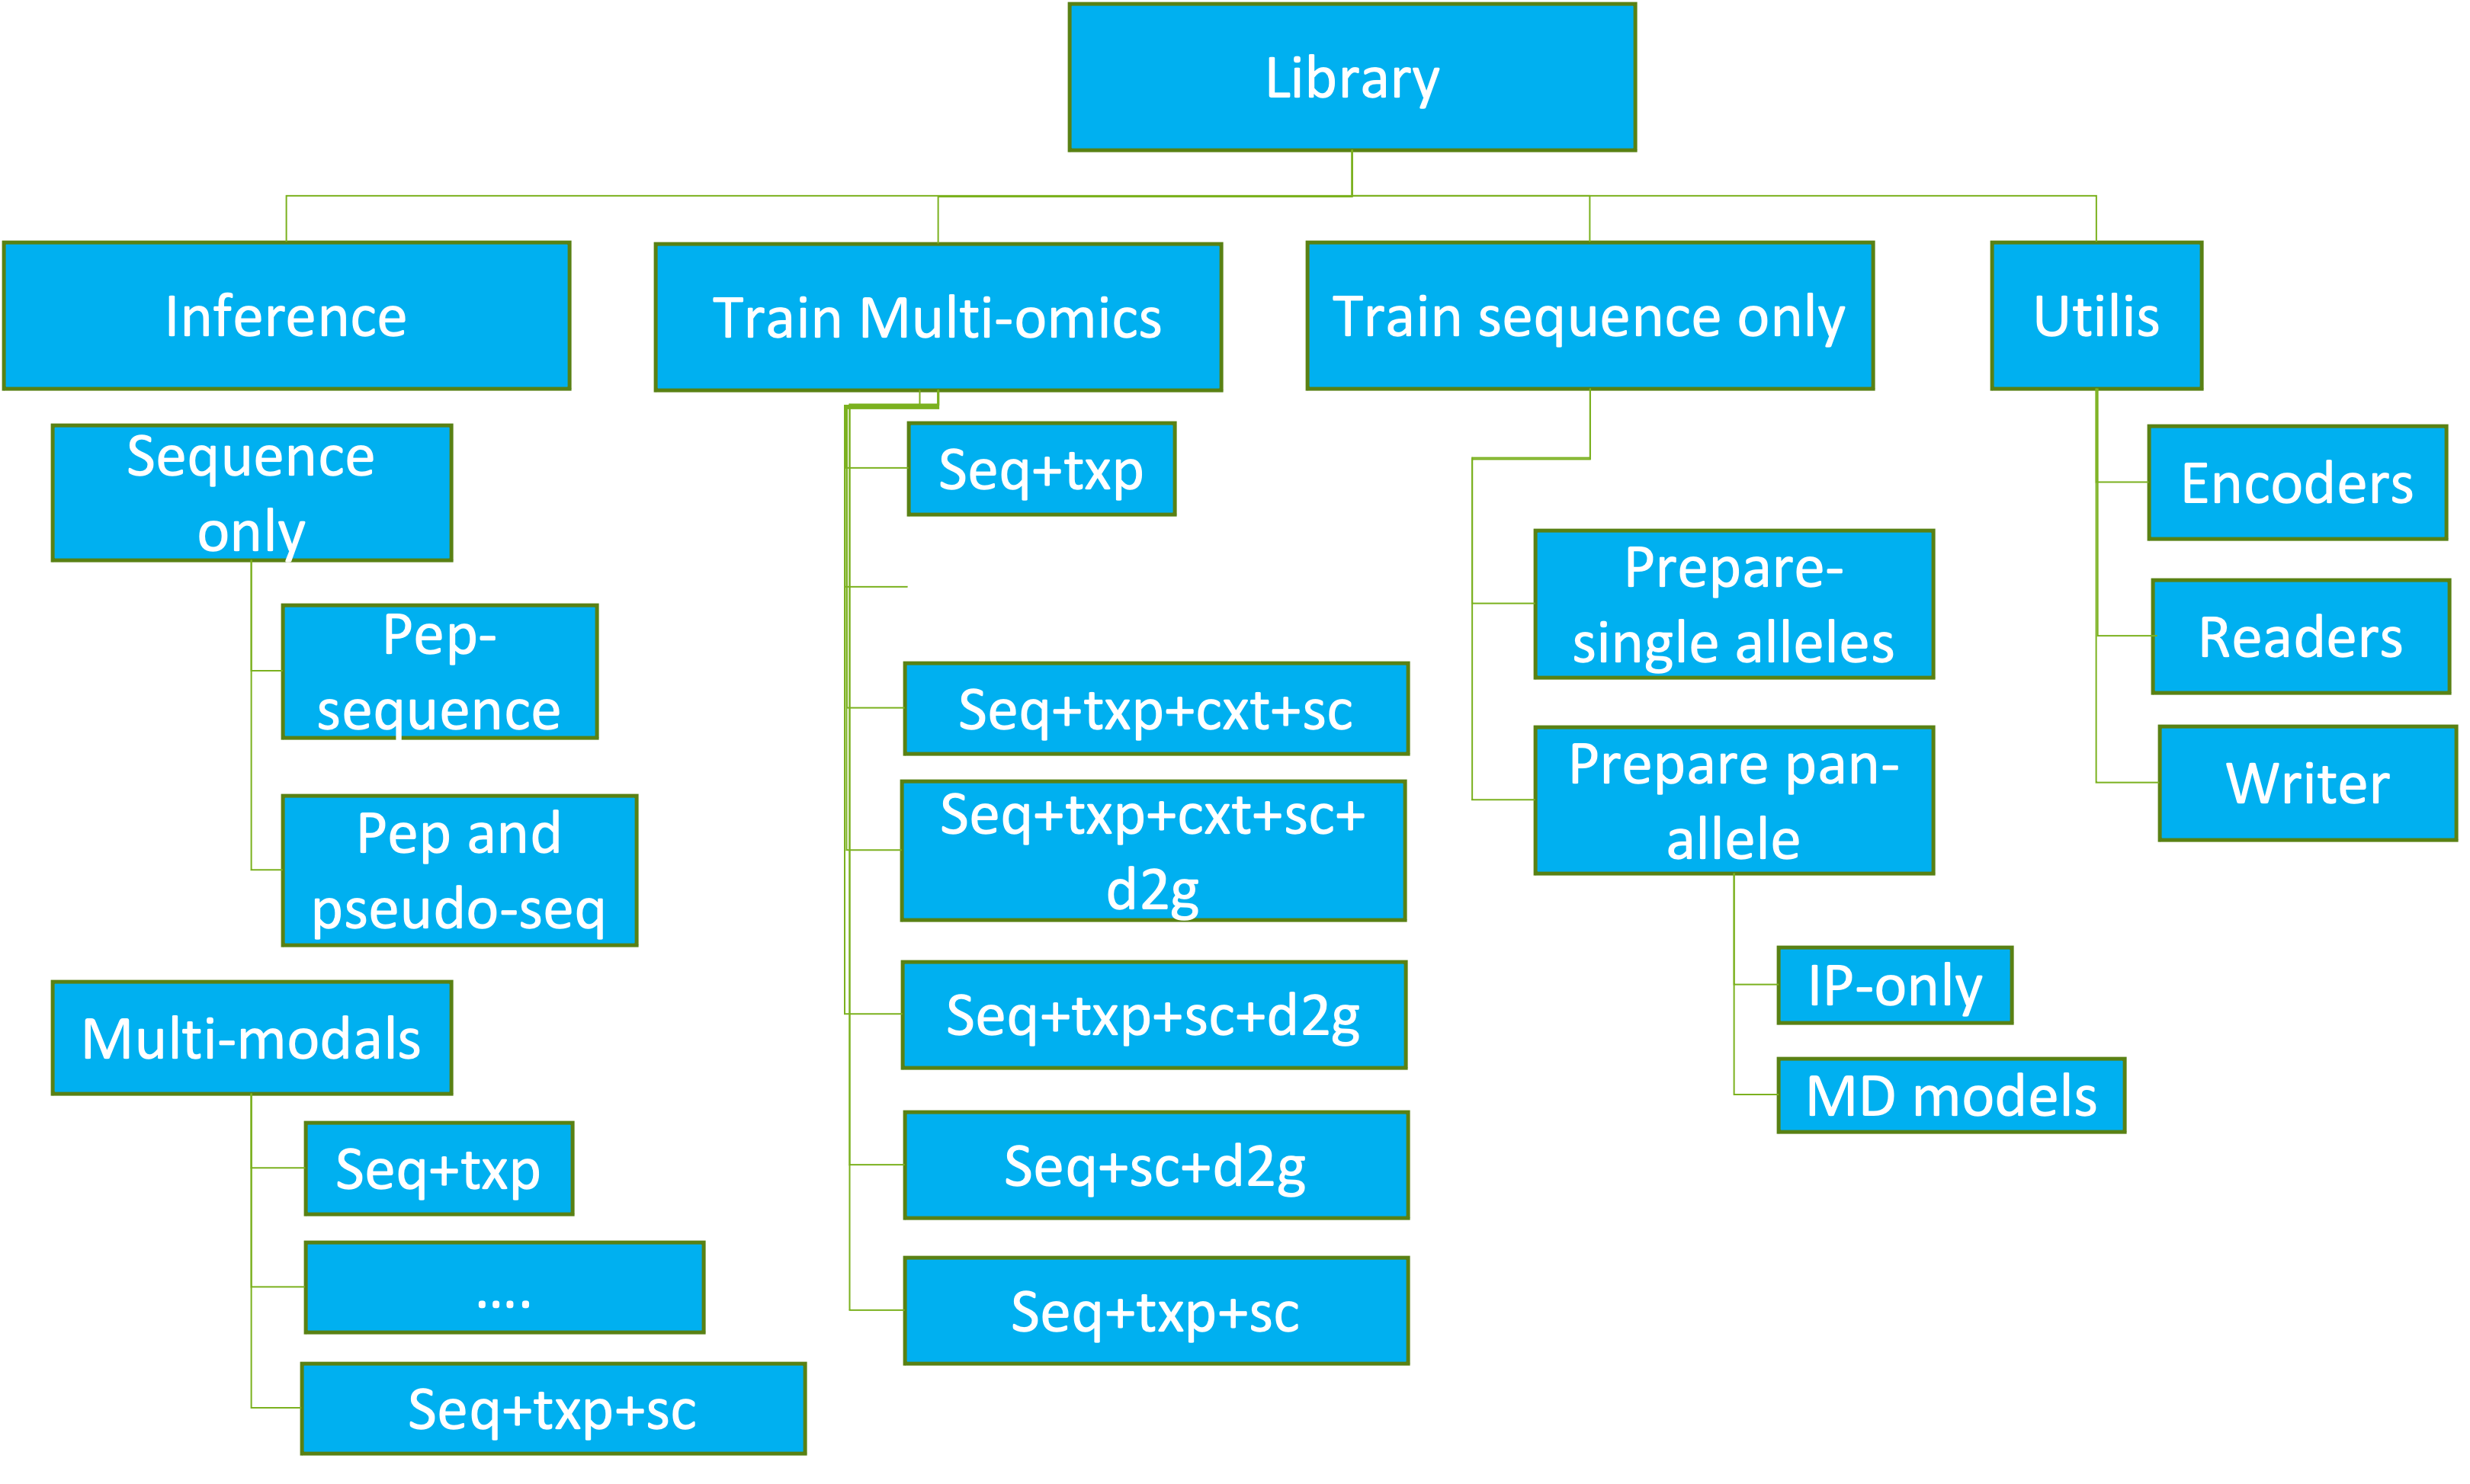 Library
Inference
Train Multi-omics
Train sequence only
Utilis
Sequence
only
Pep-
sequence
Pep and
pseudo-seq
Multi-modals
Seq+txp
....
Seq+txp+sc
Seq+txp
Seq+txp+cxt+sc
Seq+txp+cxt+sc+
d2g
Seq+txp+sc+d2g
Seq+sc+d2g
Seq+txp+sc
Prepare-
single alleles
Prepare pan-
allele
IP-only
MD models
Encoders
Readers
Writer